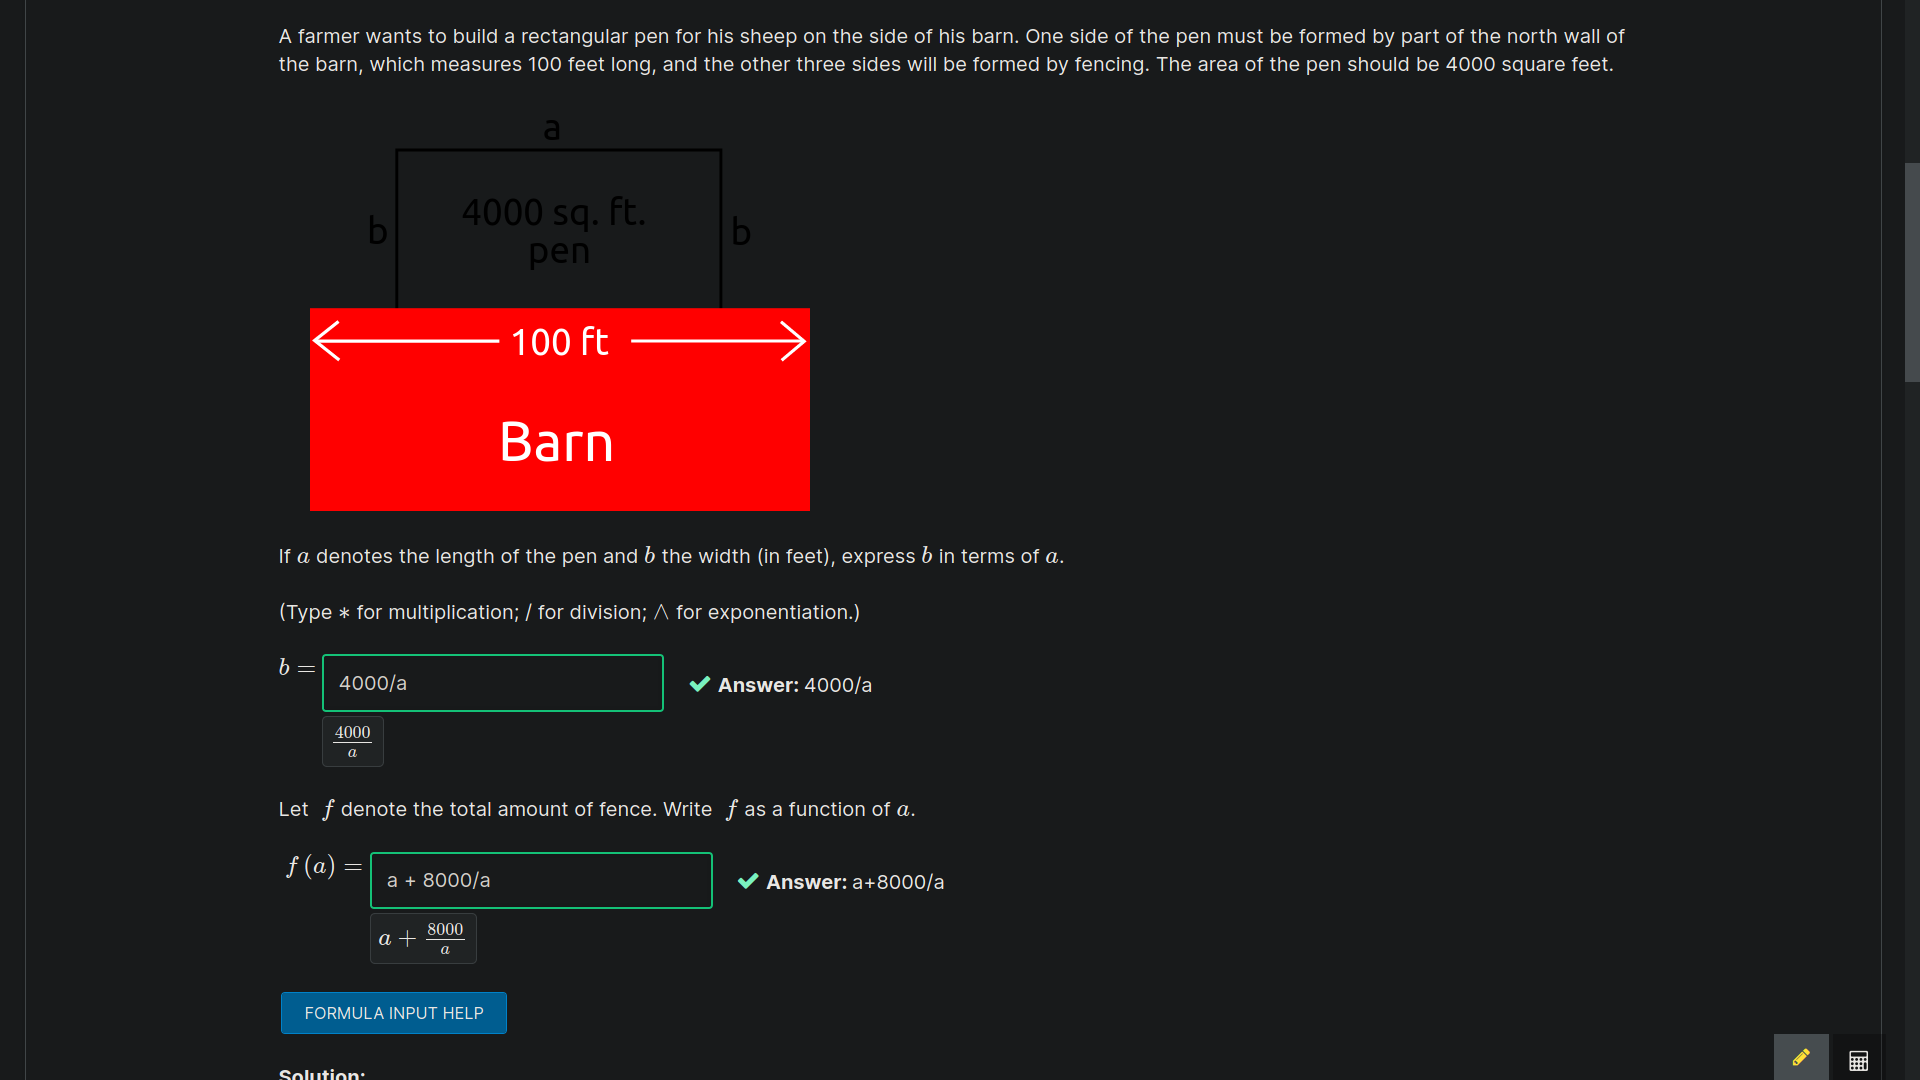 A farmer wants to build a rectangular pen for his sheep on the side of his barn. One side of the pen must be formed by part of the north wall of
the barn, which measures 100 feet long, and the other three sides will be formed by fencing. The area of the pen should be 4000 square feet.
a
4000 sq. ft.
b b
pen
100 ft
Barn
If a denotes the length of the pen and b the width (in feet), express b in terms of a.
(Type ∗ for multiplication; / for division; ∧ for exponentiation.)
b = 4000/a Answer: 4000/a
4000/a
Let f denote the total amount of fence. Write f as a function of a.
f (a) = a + 8000/a Answer: a+8000/a
a + 8000/a
FORMULA INPUT HELP
Solution: